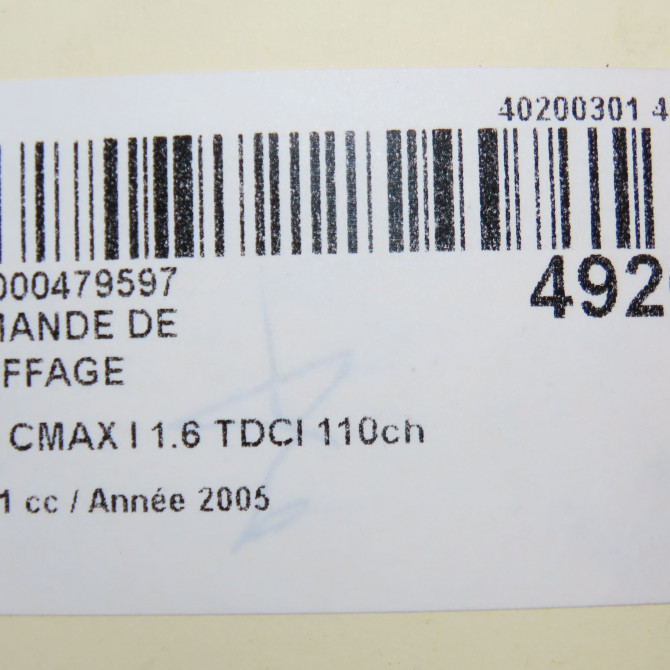 40200301 4
000479597
492
MANDE DE
FFAGE
CMAX I 1.6 TDCI 110ch
1 cc / Année 2005